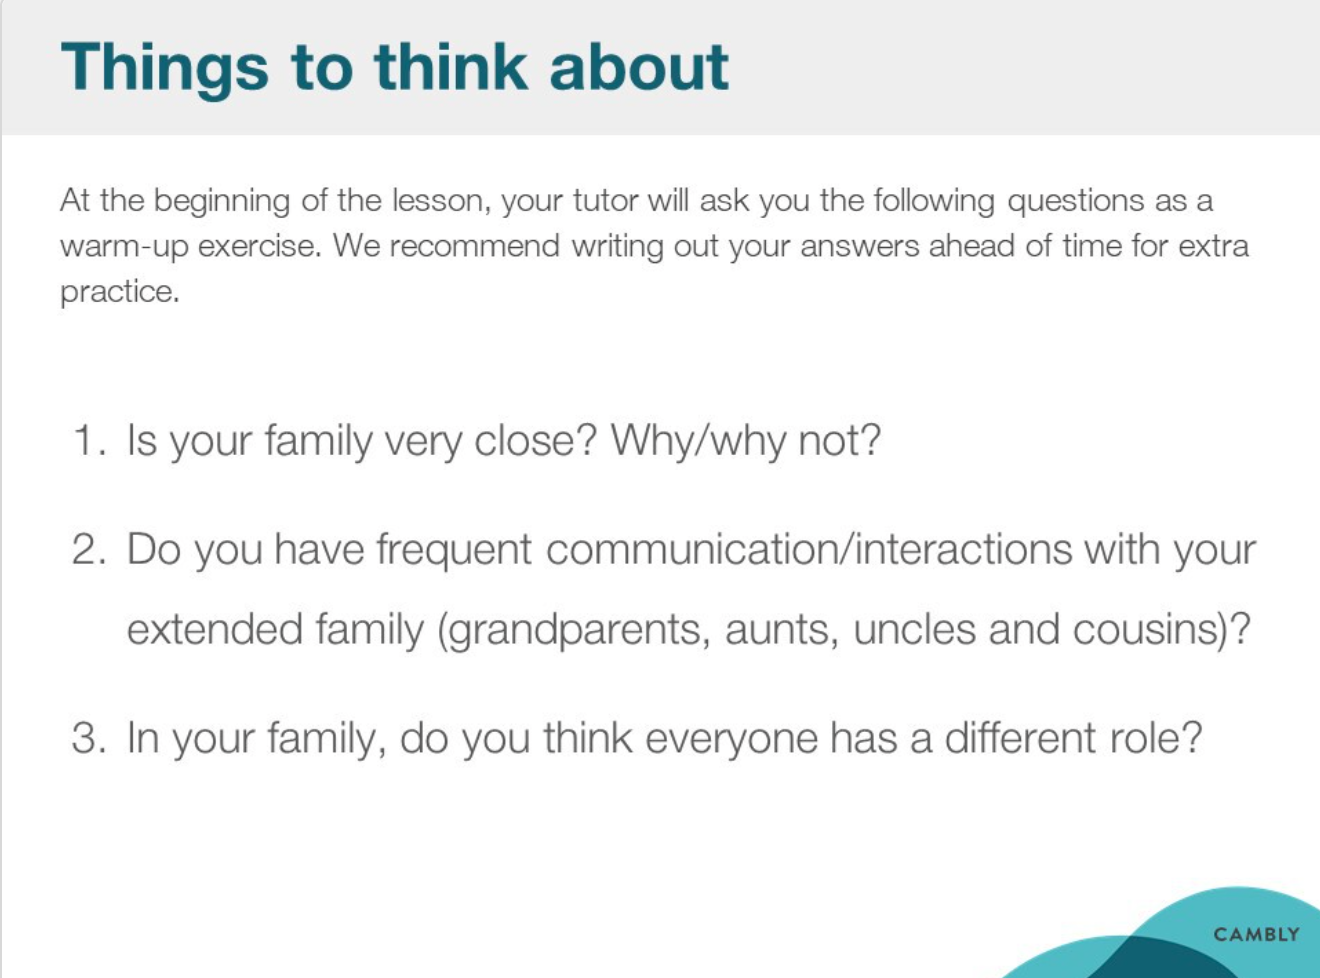 Things to think about
At the beginning of the lesson, your tutor will ask you the following questions as a
warm-up exercise. We recommend writing out your answers ahead of time for extra
practice.
1. Is your family very close? Why/why not?
2. Do you have frequent communication/interactions with your
extended family (grandparents, aunts, uncles and cousins)?
3. In your family, do you think everyone has a different role?
CAMBLY